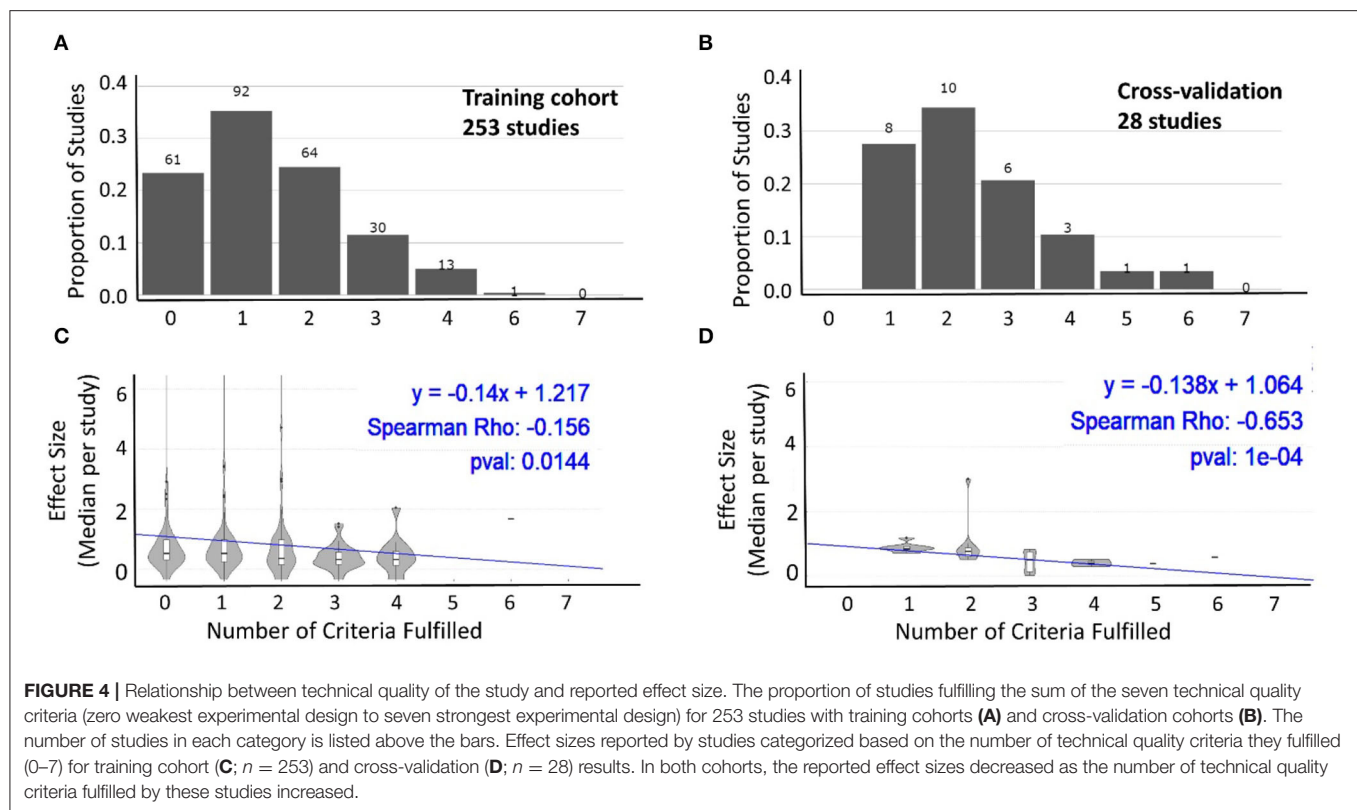 A
Proportion of Studies
0.4
0.3
0.2
0.1
0.0
Training cohort
253 studies
61
92
64
30
13
1
0
0 1 2 3 4 6 7
B
Proportion of Studies
0.4
0.3
0.2
0.1
0.0
Cross-validation
28 studies
8
10
6
3
1
1
0
0 1 2 3 4 5 6 7
C
Effect Size
(Median per study)
6
4
2
0
y = -0.14x + 1.217
Spearman Rho: -0.156
pval: 0.0144
0 1 2 3 4 5 6 7
Number of Criteria Fulfilled
D
Effect Size
(Median per study)
6
4
2
0
y = -0.138x + 1.064
Spearman Rho: -0.653
pval: 1e-04
0 1 2 3 4 5 6 7
Number of Criteria Fulfilled
FIGURE 4 | Relationship between technical quality of the study and reported effect size. The proportion of studies fulfilling the sum of the seven technical quality
criteria (zero weakest experimental design to seven strongest experimental design) for 253 studies with training cohorts (A) and cross-validation cohorts (B). The
number of studies in each category is listed above the bars. Effect sizes reported by studies categorized based on the number of technical quality criteria they fulfilled
(0–7) for training cohort (C; n = 253) and cross-validation (D; n = 28) results. In both cohorts, the reported effect sizes decreased as the number of technical quality
criteria fulfilled by these studies increased.